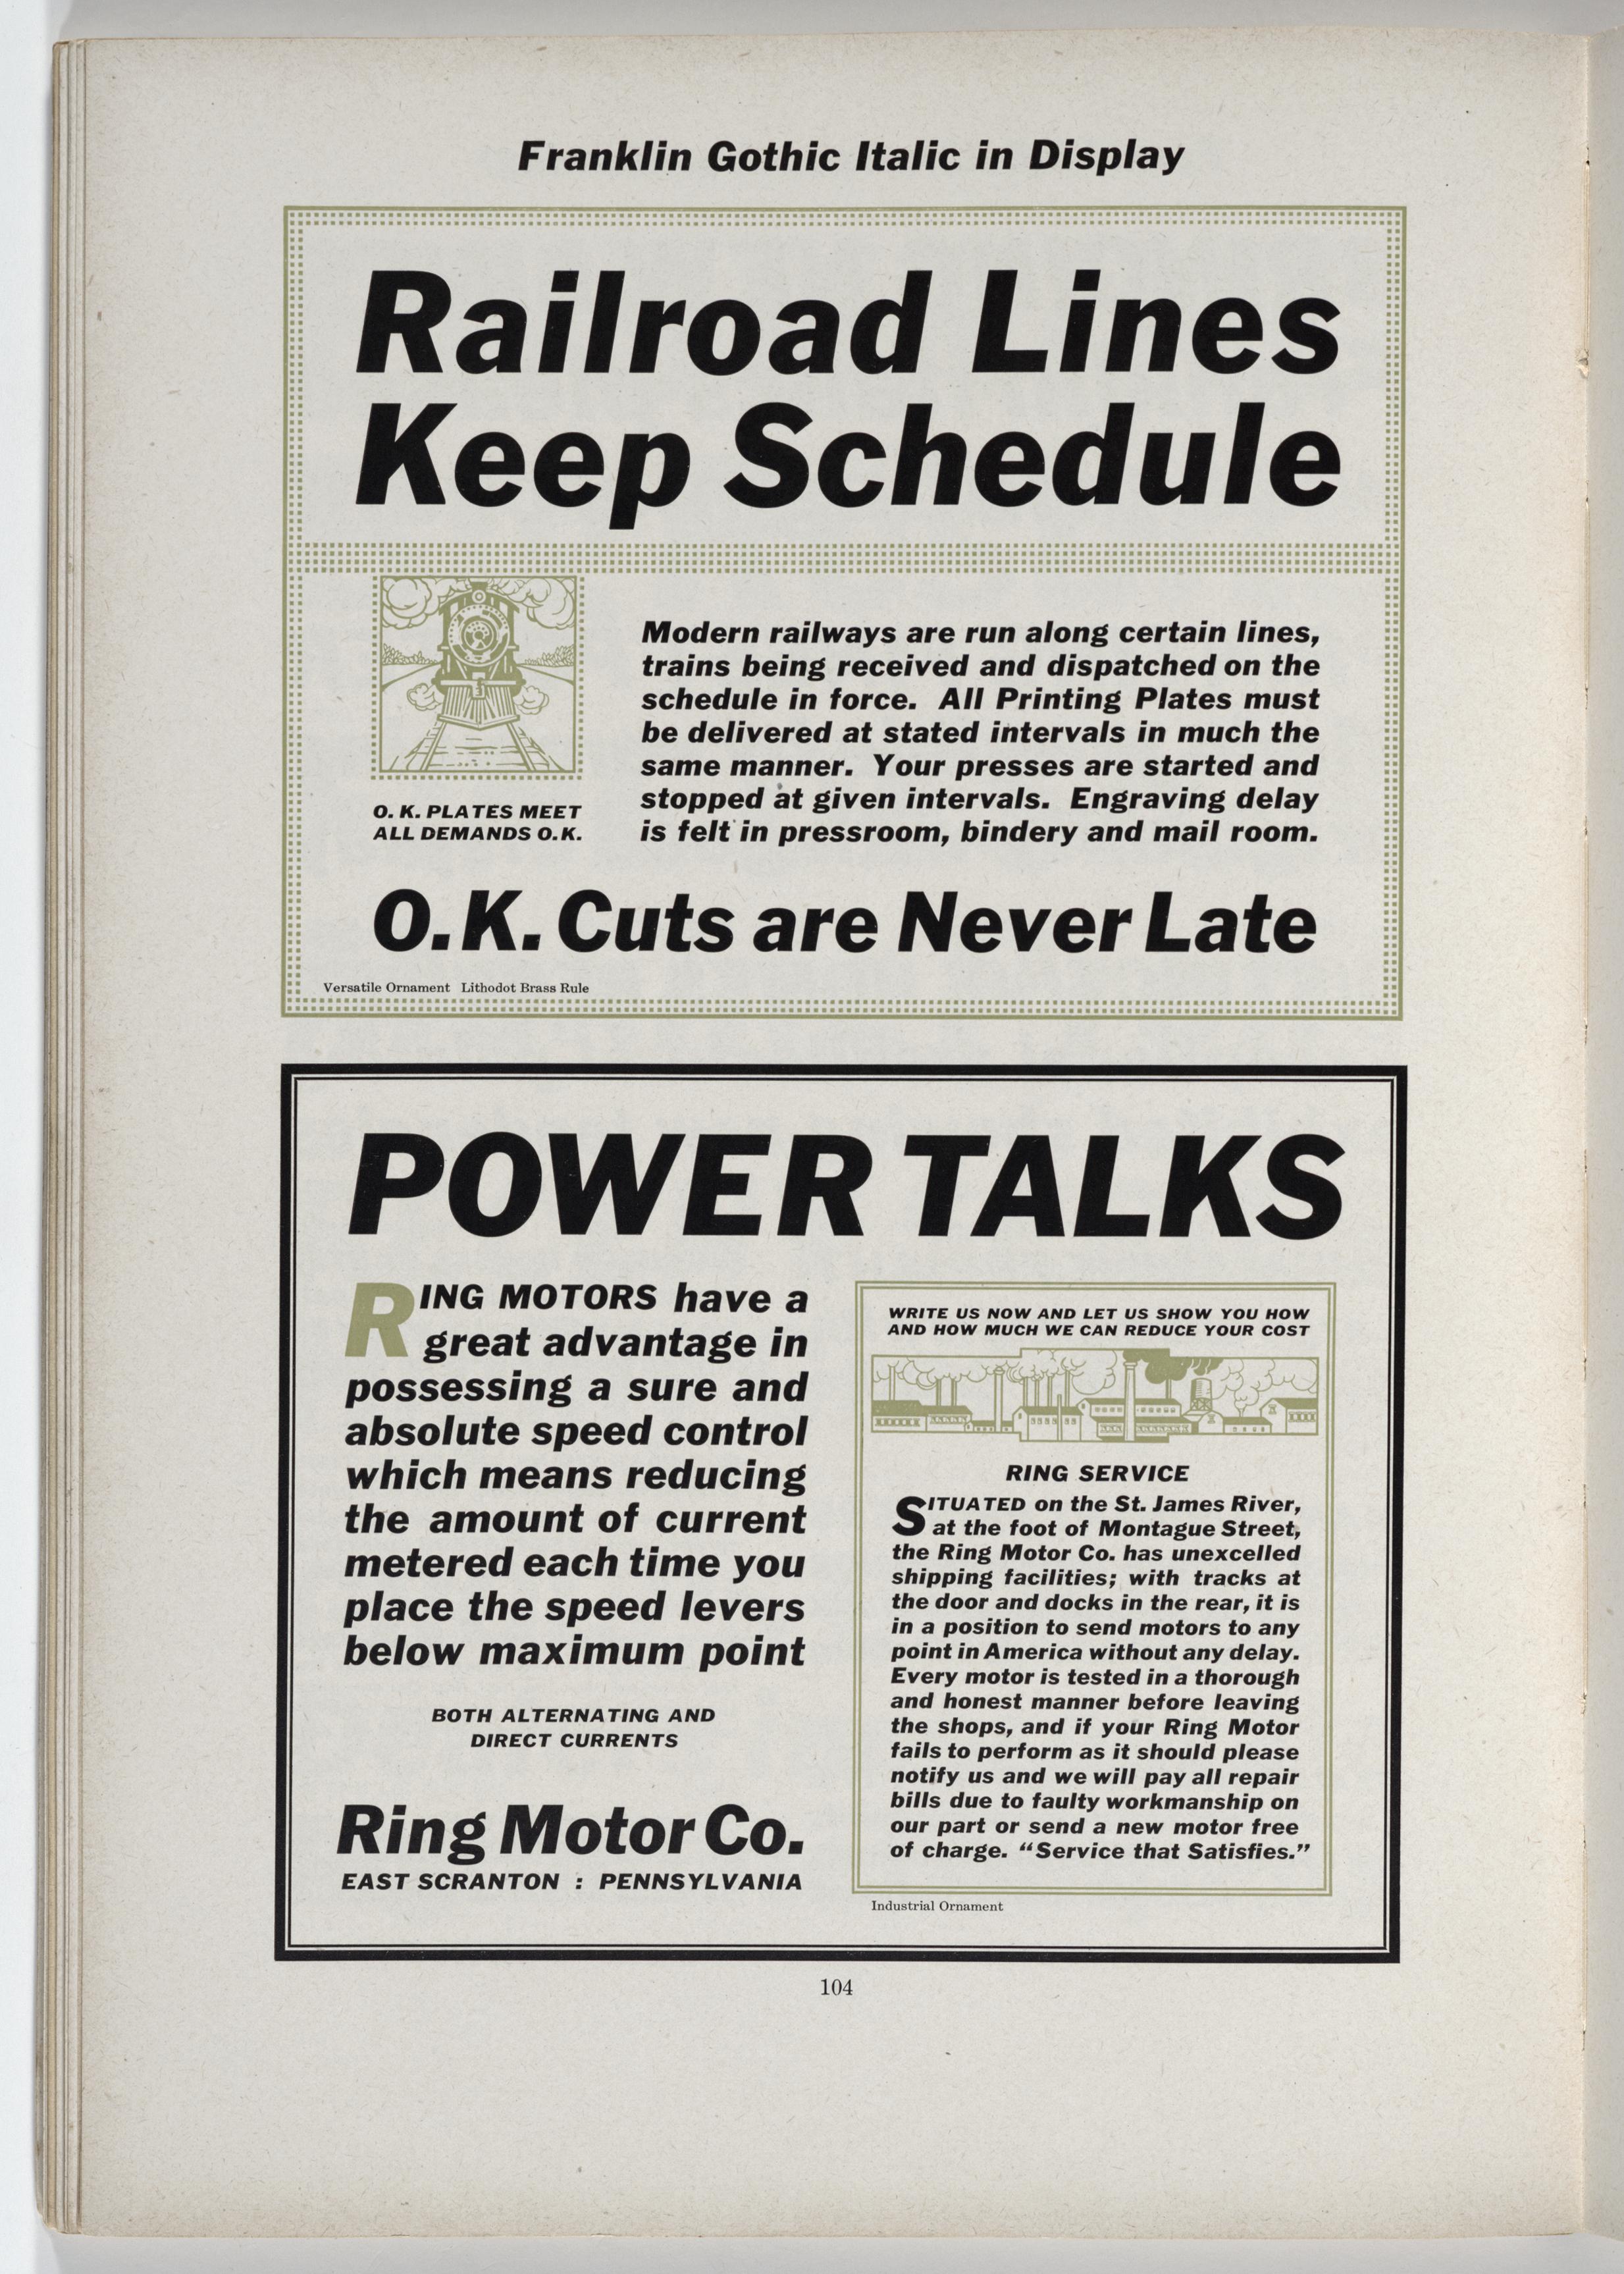 Franklin Gothic Italic in Display
Railroad Lines
Keep Schedule
Modern railways are run along certain lines,
trains being received and dispatched on the
schedule in force. All Printing Plates must
be delivered at stated intervals in much the
same manner. Your presses are started and
stopped at given intervals. Engraving delay
is felt in pressroom, bindery and mail room.
O. K. PLATES MEET
ALL DEMANDS O. K.
O. K. Cuts are Never Late
Versatile Ornament Lithodot Brass Rule
POWER TALKS
RING MOTORS have a
great advantage in
possessing a sure and
absolute speed control
which means reducing
the amount of current
metered each time you
place the speed levers
below maximum point
BOTH ALTERNATING AND
DIRECT CURRENTS
Ring Motor Co.
EAST SCRANTON : PENNSYLVANIA
WRITE US NOW AND LET US SHOW YOU HOW
AND HOW MUCH WE CAN REDUCE YOUR COST
RING SERVICE
SITUATED on the St. James River,
at the foot of Montague Street,
the Ring Motor Co. has unexcelled
shipping facilities; with tracks at
the door and docks in the rear, it is
in a position to send motors to any
point in America without any delay.
Every motor is tested in a thorough
and honest manner before leaving
the shops, and if your Ring Motor
fails to perform as it should please
notify us and we will pay all repair
bills due to faulty workmanship on
our part or send a new motor free
of charge. “Service that Satisfies.”
Industrial Ornament
104